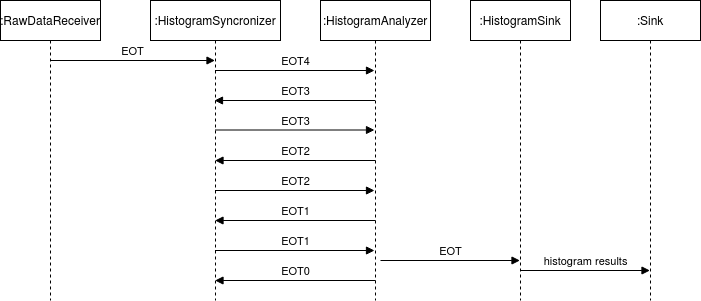 :RawDataReceiver
:HistogramSyncronizer
:HistogramAnalyzer
:HistogramSink
:Sink
EOT
EOT4
EOT3
EOT3
EOT2
EOT2
EOT1
EOT1
EOT
histogram results
EOT0